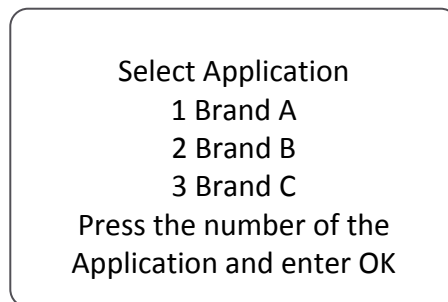 Select Application
1 Brand A
2 Brand B
3 Brand C
Press the number of the
Application and enter OK